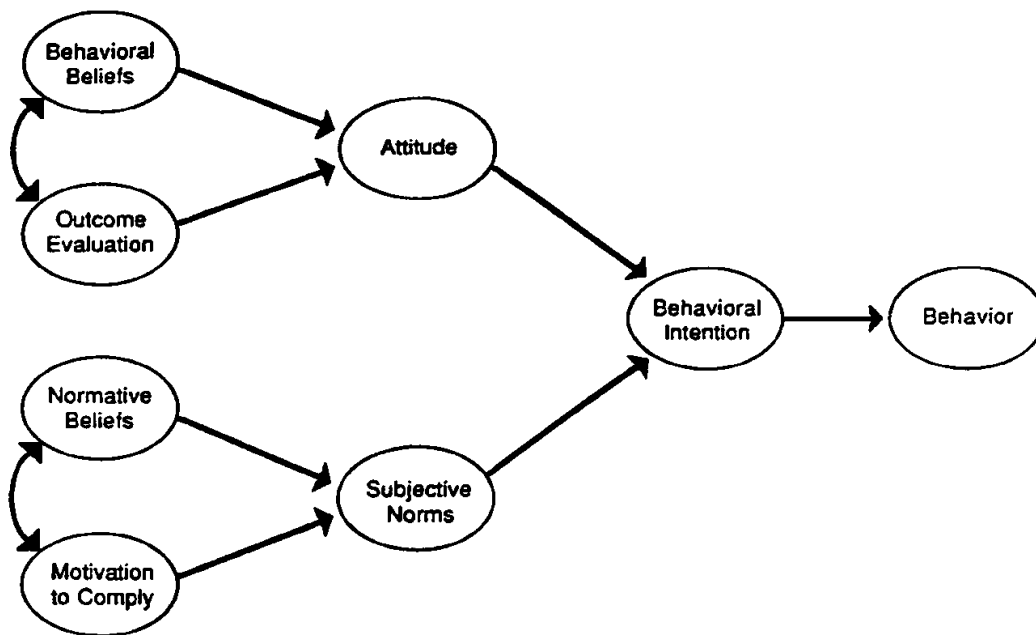 Behavioral
Beliefs
Attitude
Outcome
Evaluation
Behavioral
Intention
Behavior
Normative
Beliefs
Subjective
Norms
Motivation
to Comply